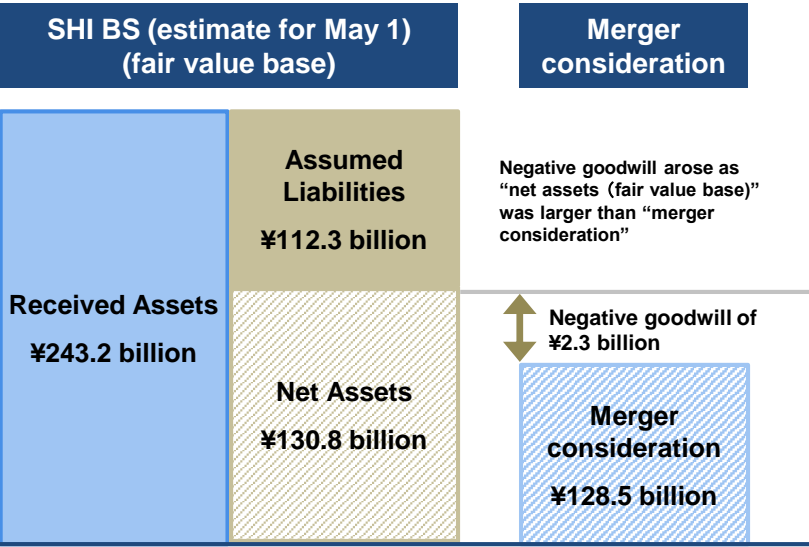 SHI BS (estimate for May 1)
(fair value base)
Merger
consideration
Assumed
Liabilities
¥112.3 billion
Negative goodwill arose as
“net assets（fair value base)”
was larger than “merger
consideration”
Received Assets
¥243.2 billion
Negative goodwill of
¥2.3 billion
Net Assets
¥130.8 billion
Merger
consideration
¥128.5 billion